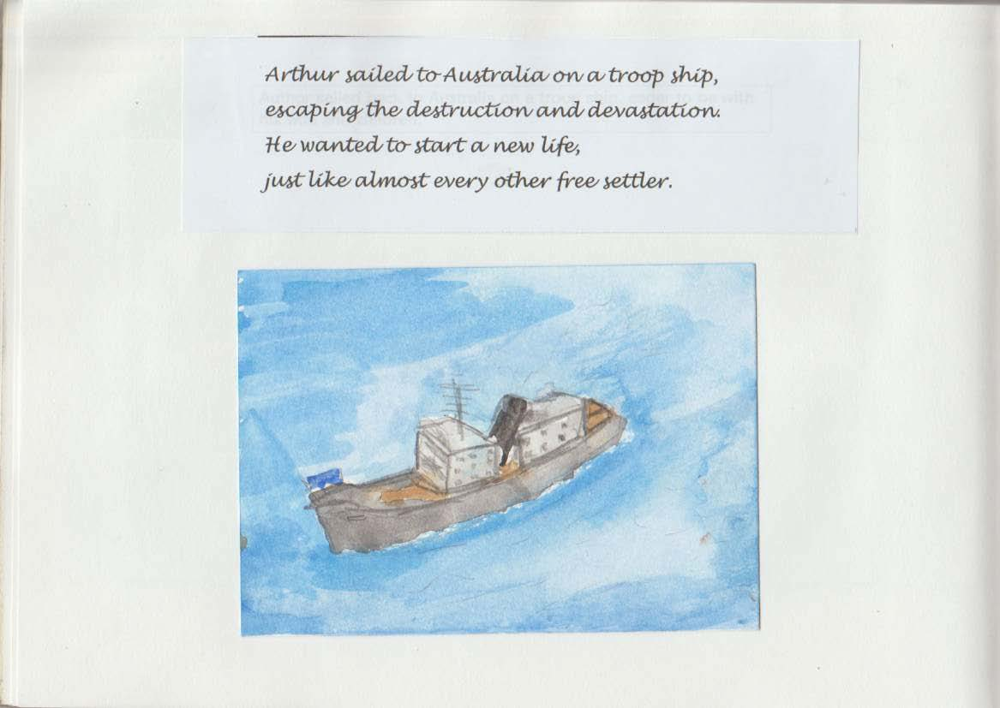 Arthur sailed to Australia on a troop ship,
escaping the destruction and devastation.
He wanted to start a new life,
just like almost every other free settler.